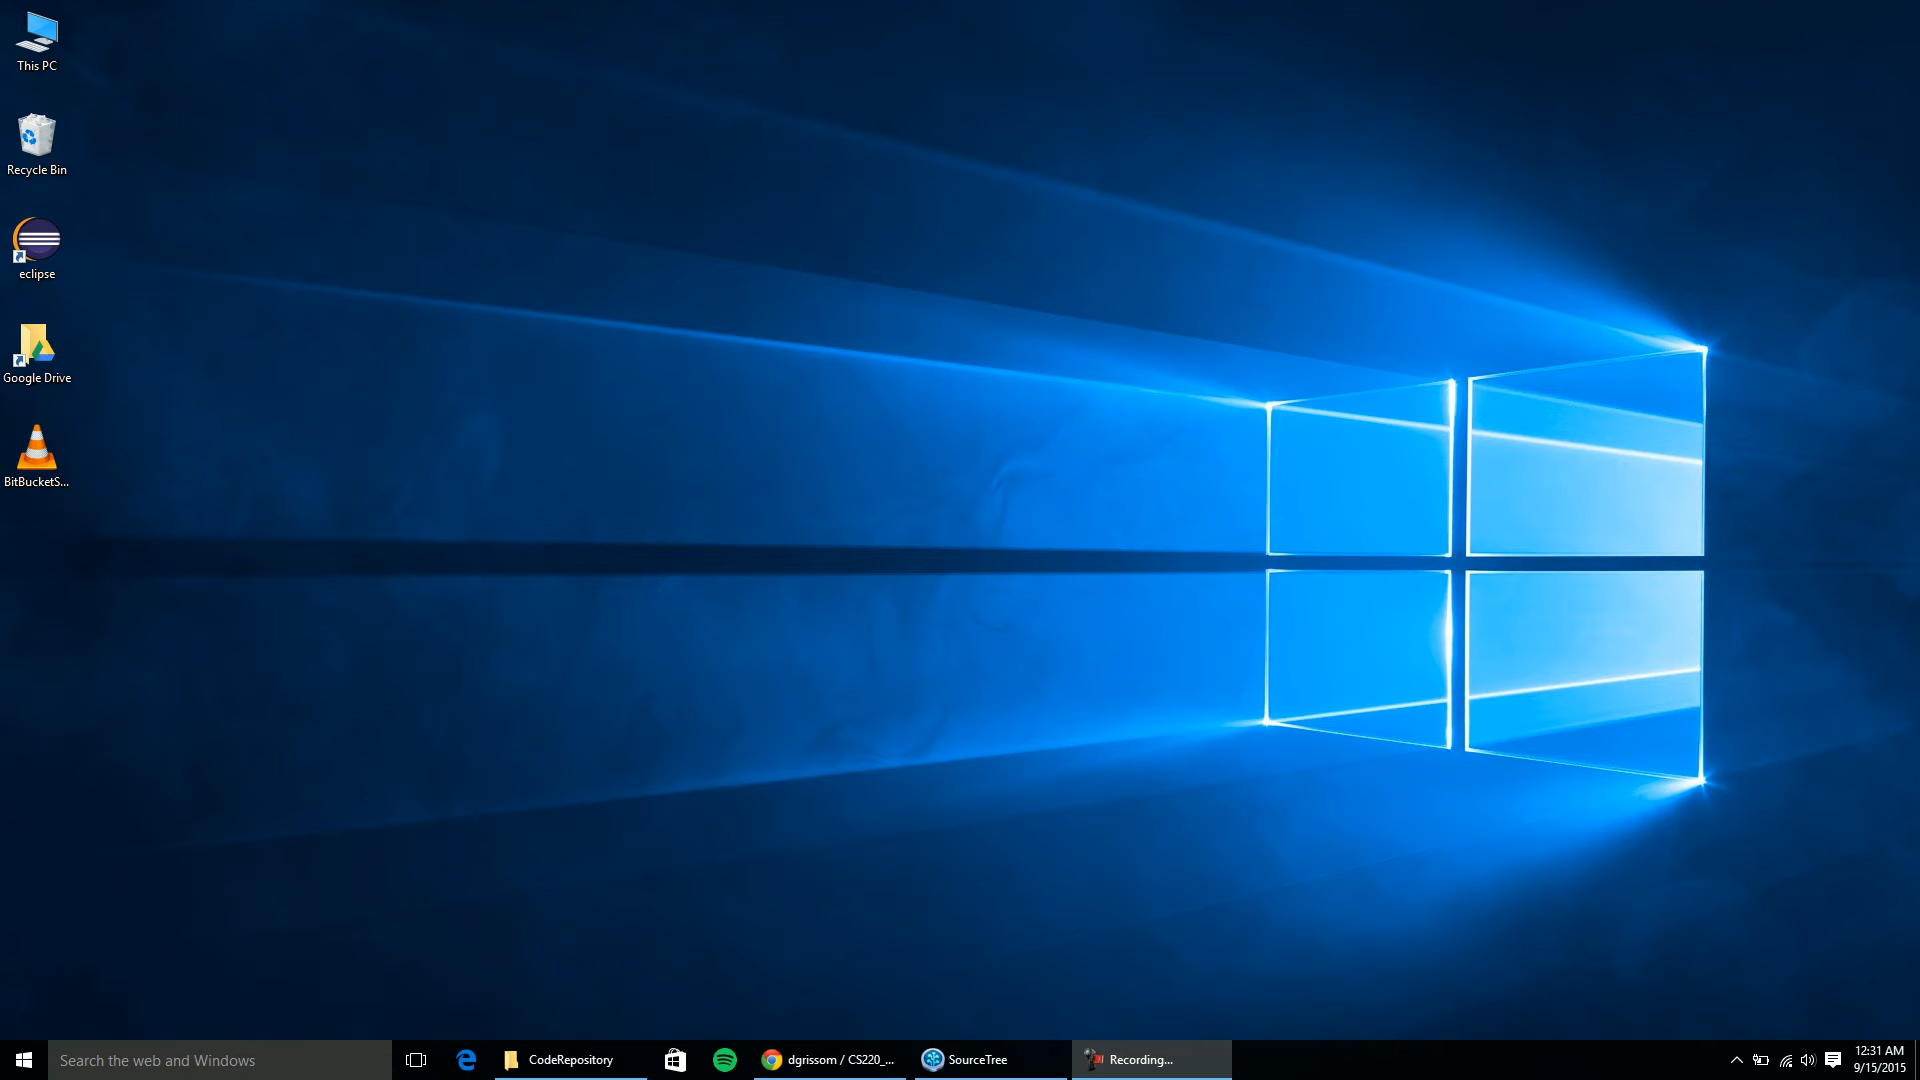 This PC
Recycle Bin
eclipse
Google Drive
BitBucketS...
Search the web and Windows
CodeRepository
dgrissom / CS220_...
SourceTree
Recording...
12:31 AM
9/15/2015